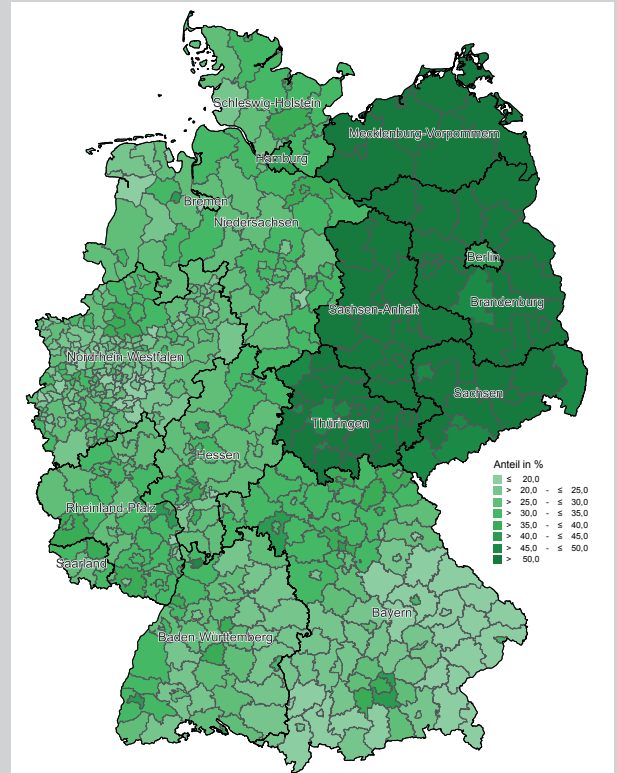 Schleswig-Holstein
Mecklenburg-Vorpommern
Hamburg
Bremen
Niedersachsen
Berlin
Brandenburg
Sachsen-Anhalt
Nordrhein-Westfalen
Sachsen
Thüringen
Hessen
Rheinland-Pfalz
Saarland
Bayern
Baden-Württemberg
Anteil in %
≤ 20,0
> 20,0 - ≤ 25,0
> 25,0 - ≤ 30,0
> 30,0 - ≤ 35,0
> 35,0 - ≤ 40,0
> 40,0 - ≤ 45,0
> 45,0 - ≤ 50,0
> 50,0